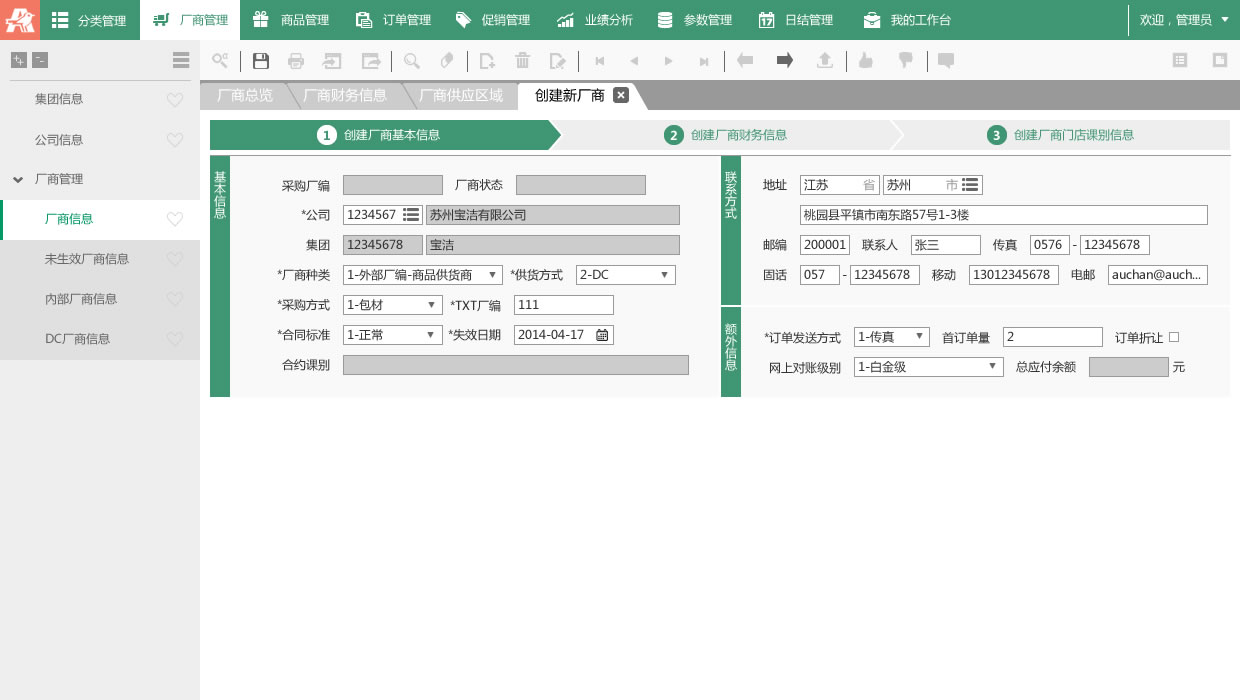 分类管理 厂商管理 商品管理 订单管理 促销管理 业绩分析 参数管理 日结管理 我的工作台 欢迎，管理员
集团信息
公司信息
厂商管理
厂商信息
未生效厂商信息
内部厂商信息
DC厂商信息
厂商总览 厂商财务信息 厂商供应区域 创建新厂商
1 创建厂商基本信息 2 创建厂商财务信息 3 创建厂商门店课别信息
基本信息
采购厂编 厂商状态
*公司 1234567 苏州宝洁有限公司
集团 12345678 宝洁
*厂商种类 1-外部厂编-商品供货商 *供货方式 2-DC
*采购方式 1-包材 *TXT厂编 111
*合同标准 1-正常 *失效日期 2014-04-17
合约课别
联系方式
地址 江苏 省 苏州 市
桃园县平镇市南东路57号1-3楼
邮编 200001 联系人 张三 传真 0576 - 12345678
固话 057 - 12345678 移动 13012345678 电邮 auchan@auch...
额外信息
*订单发送方式 1-传真 首订单量 2 订单折让
网上对账级别 1-白金级 总应付余额 元